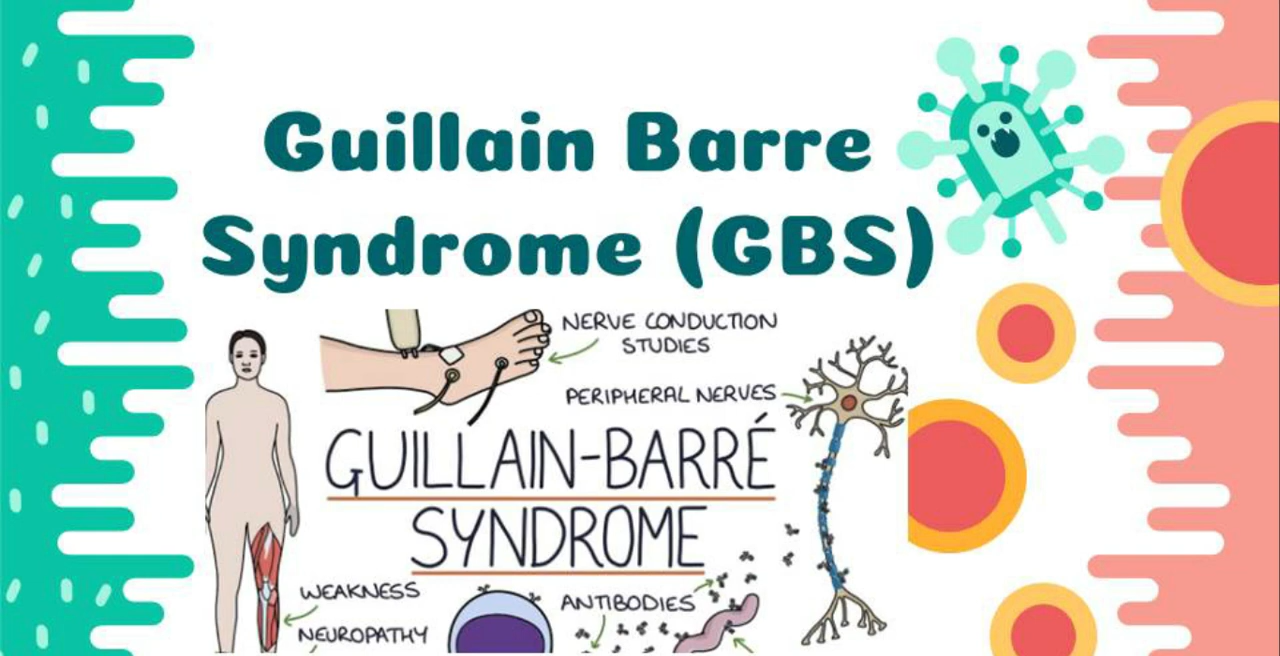 Guillain Barre
Syndrome (GBS)
NERVE CONDUCTION
STUDIES
PERIPHERAL NERVES
GUILLAIN-BARRÉ
SYNDROME
WEAKNESS
NEUROPATHY
ANTIBODIES